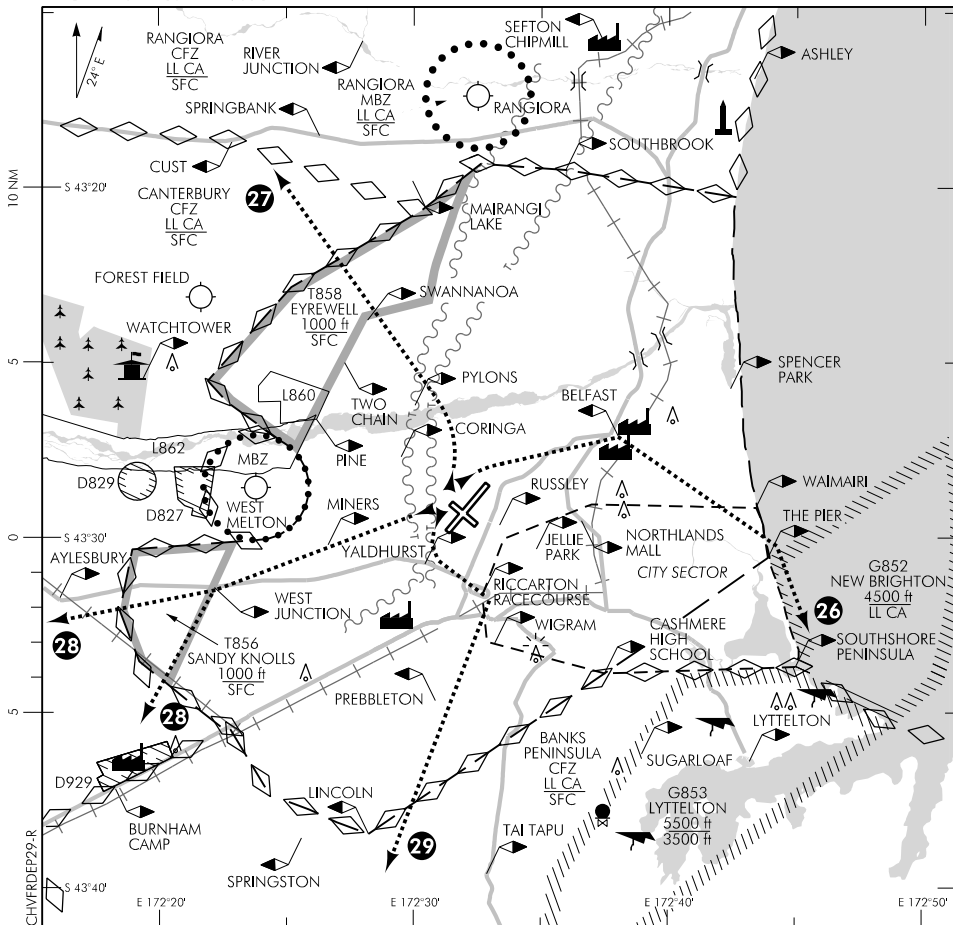 SEFTON
CHIPMILL
ASHLEY
24° E
RANGIORA
CFZ
LL CA
SFC
RIVER
JUNCTION
RANGIORA
MBZ
LL CA
SFC
RANGIORA
SPRINGBANK
SOUTHBROOK
CUST
10 NM
S 43°20'
CANTERBURY
CFZ
LL CA
SFC
27
MAIRANGI
LAKE
FOREST FIELD
T858
EYREWELL
1000 ft
SFC
SWANNANOA
WATCHTOWER
5
SPENCER
PARK
L860
TWO
CHAIN
PYLONS
BELFAST
CORINGA
L862
MBZ
PINE
D829
D827
WEST
MELTON
MINERS
RUSSLEY
WAIMAIRI
THE PIER
0
S 43°30'
YALDHURST
JELLIE
PARK
NORTHLANDS
MALL
CITY SECTOR
AYLESBURY
G852
NEW BRIGHTON
4500 ft
LL CA
RICCARTON
RACECOURSE
WEST
JUNCTION
26
28
WIGRAM
CASHMERE
HIGH
SCHOOL
SOUTHSHORE
PENINSULA
T856
SANDY KNOLLS
1000 ft
SFC
PREBBLETON
28
5
LYTTELTON
BANKS
PENINSULA
CFZ
LL CA
SFC
SUGARLOAF
D929
LINCOLN
G853
LYTTELTON
5500 ft
3500 ft
BURNHAM
CAMP
29
TAI TAPU
SPRINGSTON
S 43°40'
E 172°20'
E 172°30'
E 172°40'
E 172°50'
CHVFRDEP29-R
T
T
T
T